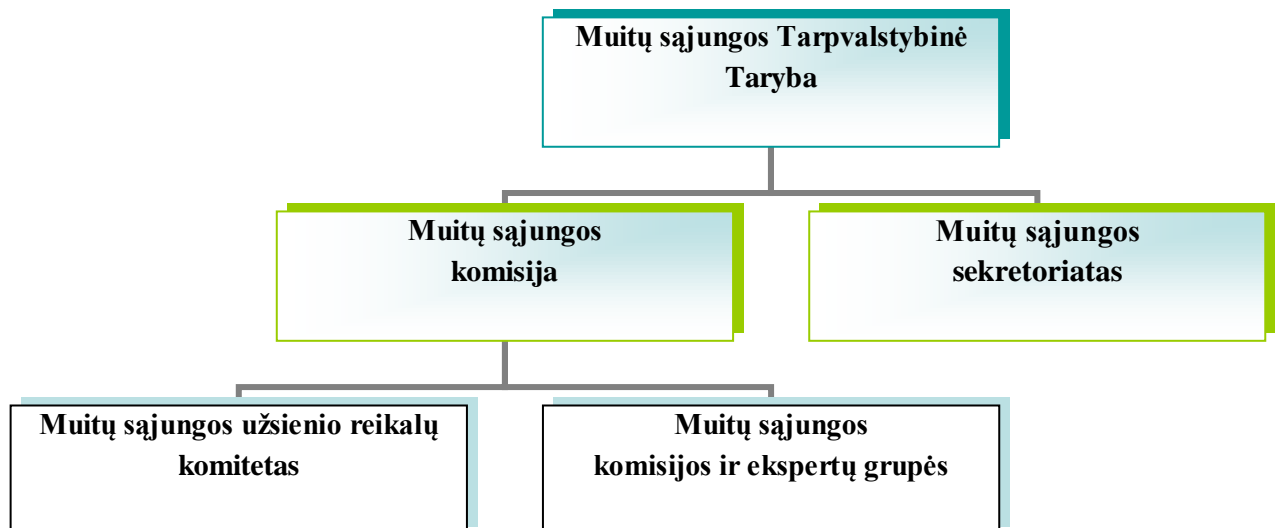 Muitų sąjungos Tarpvalstybinė
Taryba
Muitų sąjungos
komisija
Muitų sąjungos
sekretoriatas
Muitų sąjungos užsienio reikalų
komitetas
Muitų sąjungos
komisijos ir ekspertų grupės